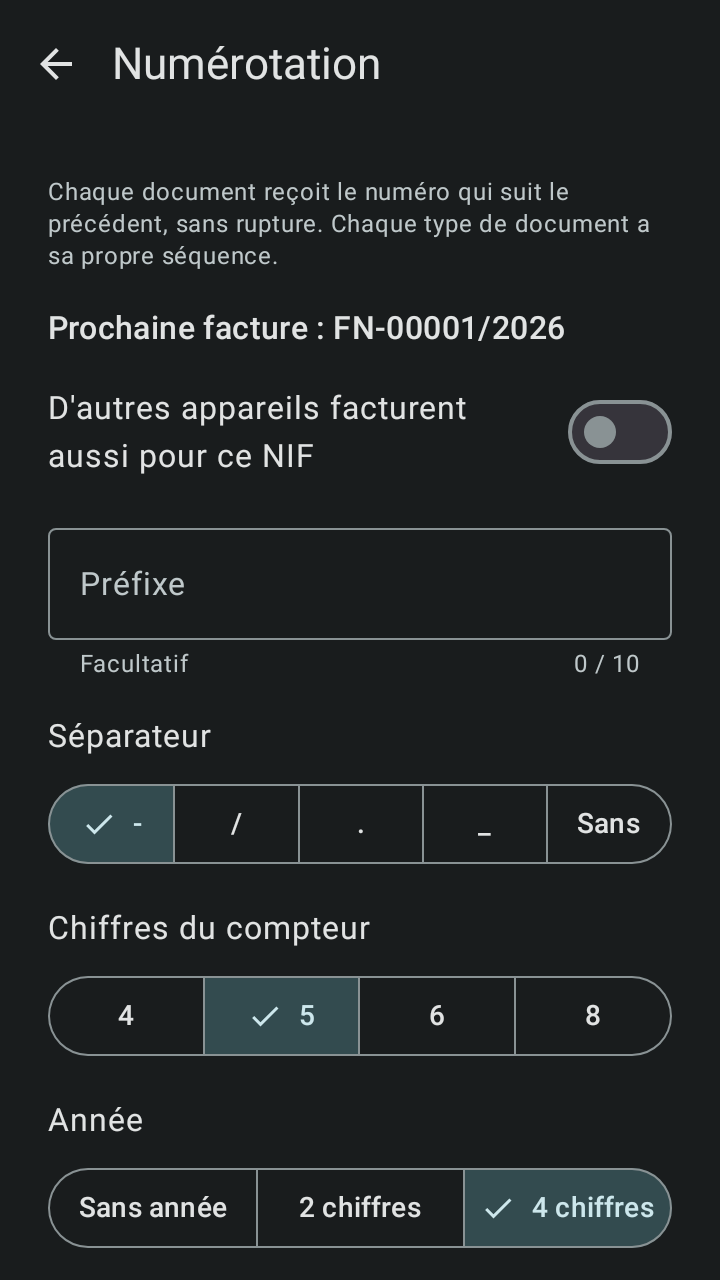 Numérotation
Chaque document reçoit le numéro qui suit le
précédent, sans rupture. Chaque type de document a
sa propre séquence.
Prochaine facture : FN-00001/2026
D'autres appareils facturent
aussi pour ce NIF
Préfixe
Facultatif 0 / 10
Séparateur
- / . _ Sans
Chiffres du compteur
4 5 6 8
Année
Sans année 2 chiffres 4 chiffres